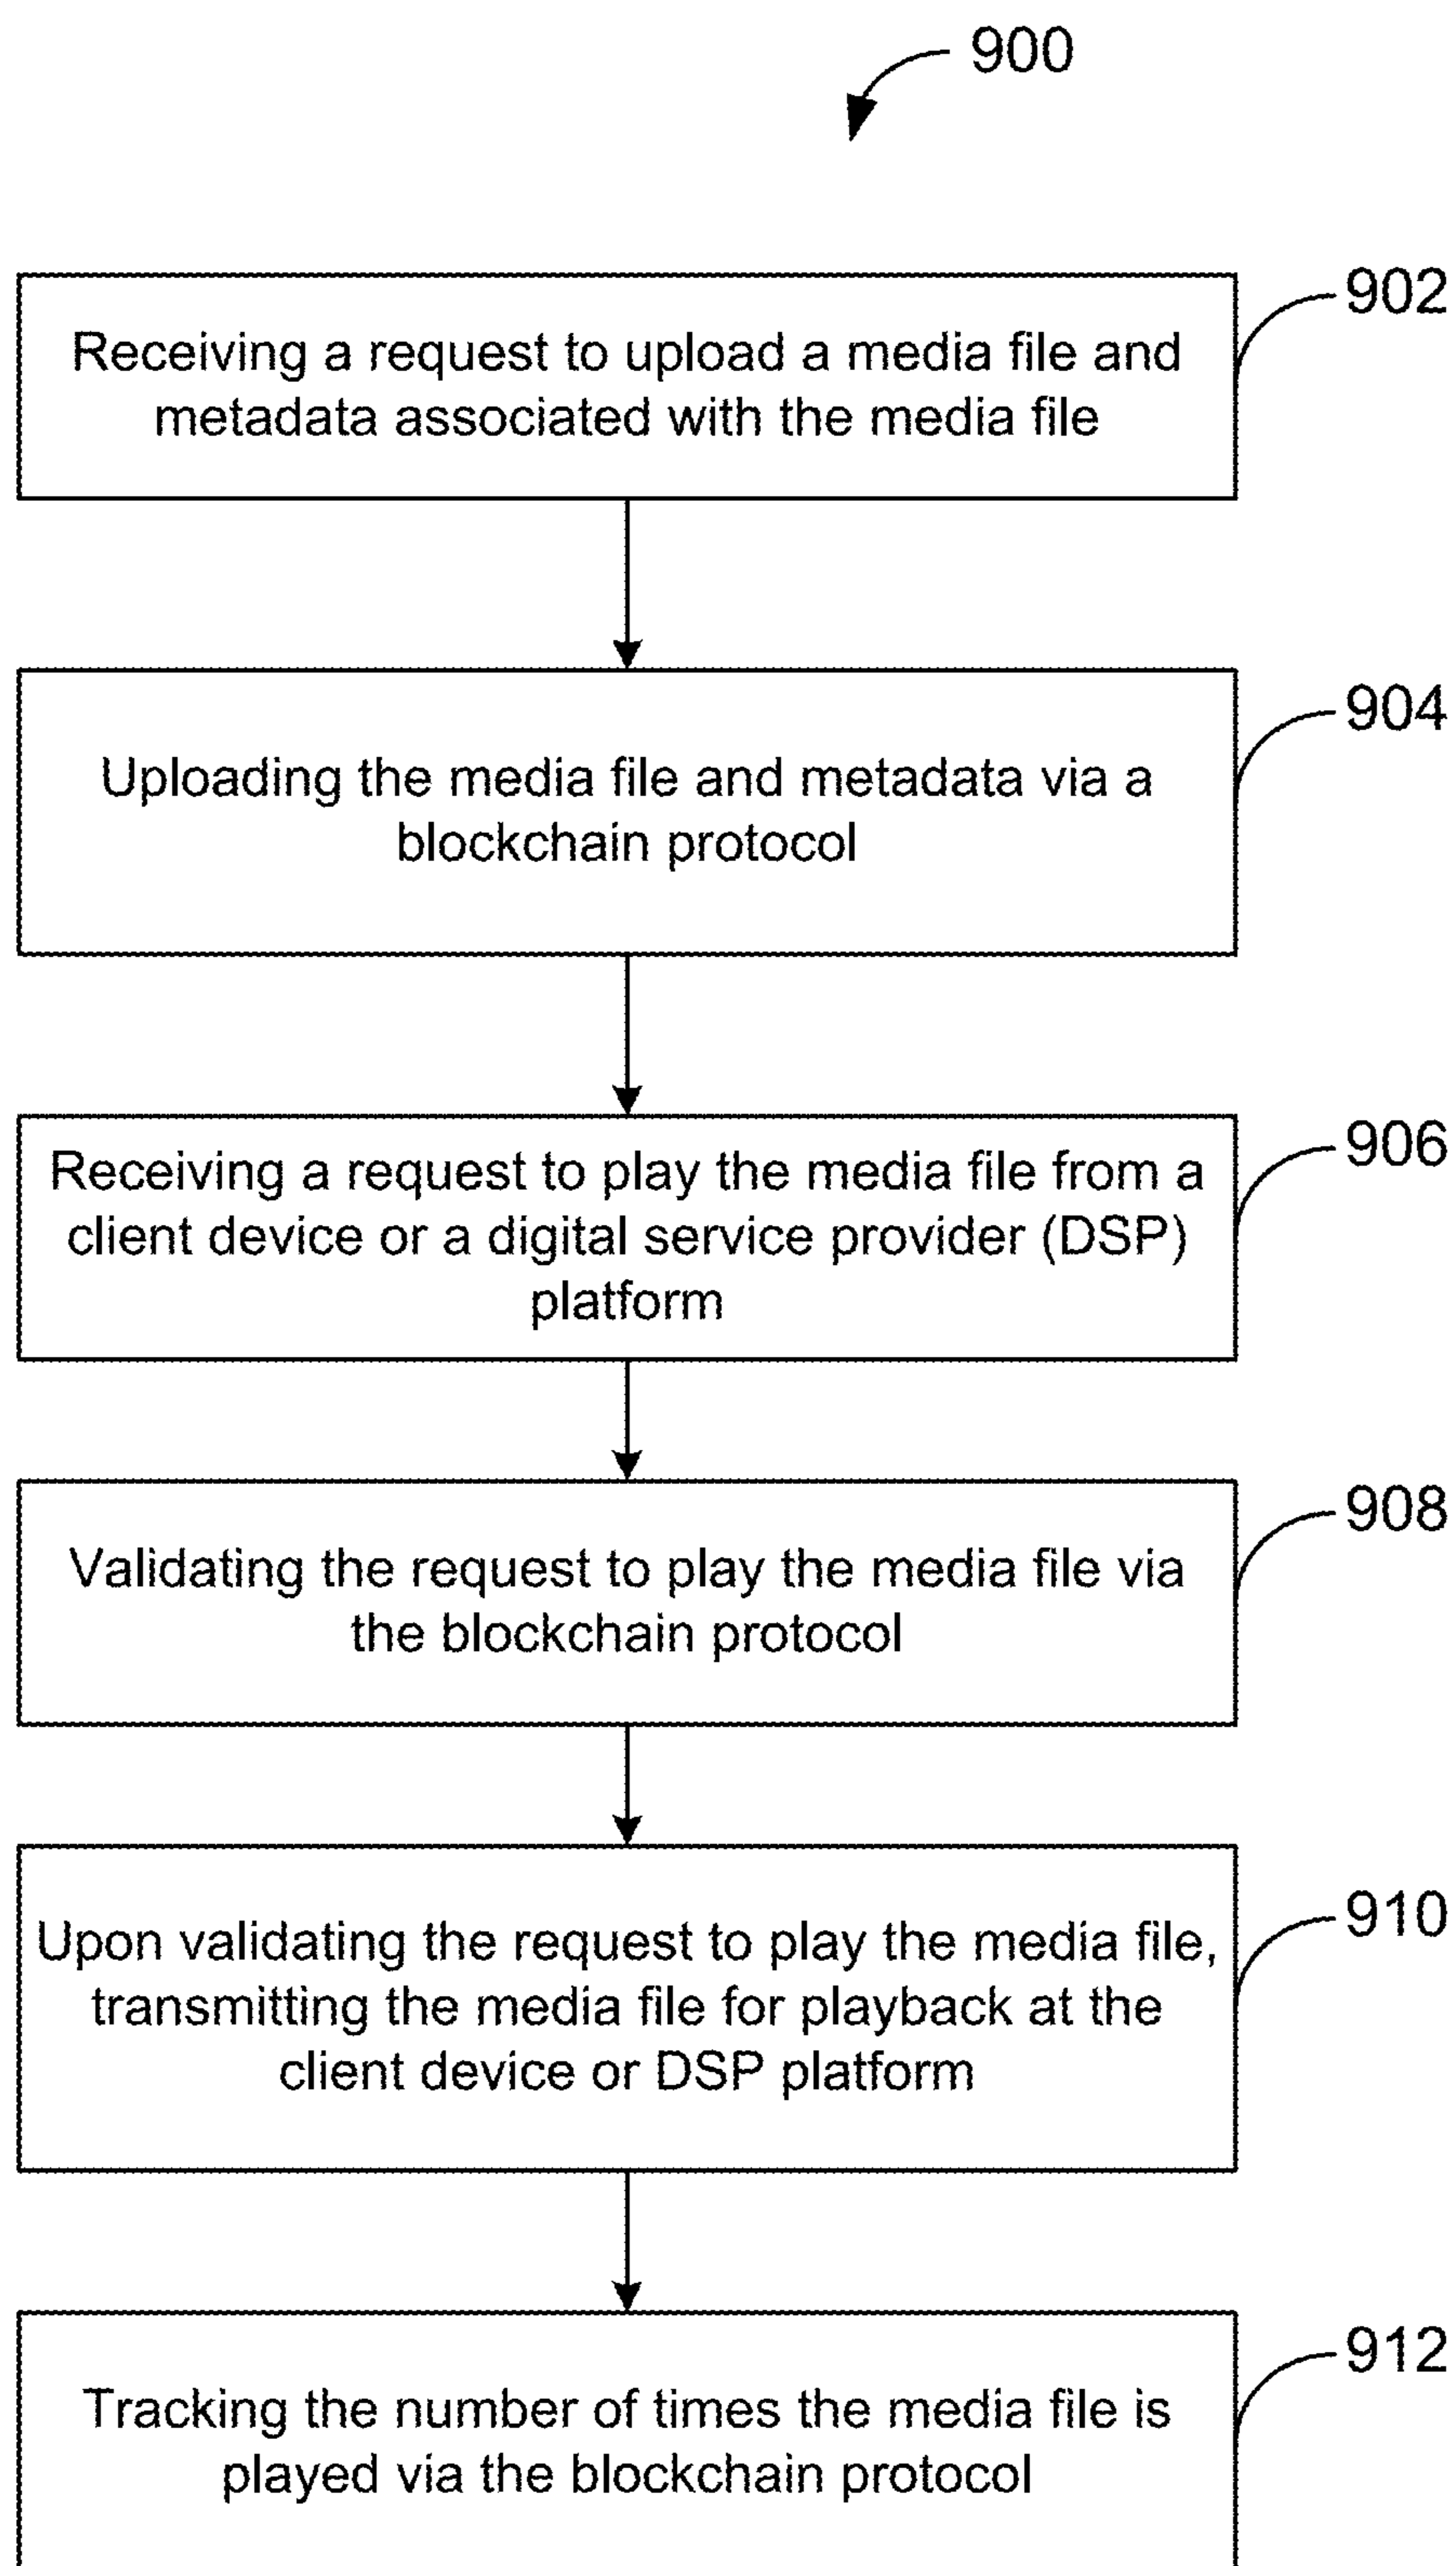 900
902
Receiving a request to upload a media file and
metadata associated with the media file
904
Uploading the media file and metadata via a
blockchain protocol
906
Receiving a request to play the media file from a
client device or a digital service provider (DSP)
platform
908
Validating the request to play the media file via
the blockchain protocol
910
Upon validating the request to play the media file,
transmitting the media file for playback at the
client device or DSP platform
912
Tracking the number of times the media file is
played via the blockchain protocol